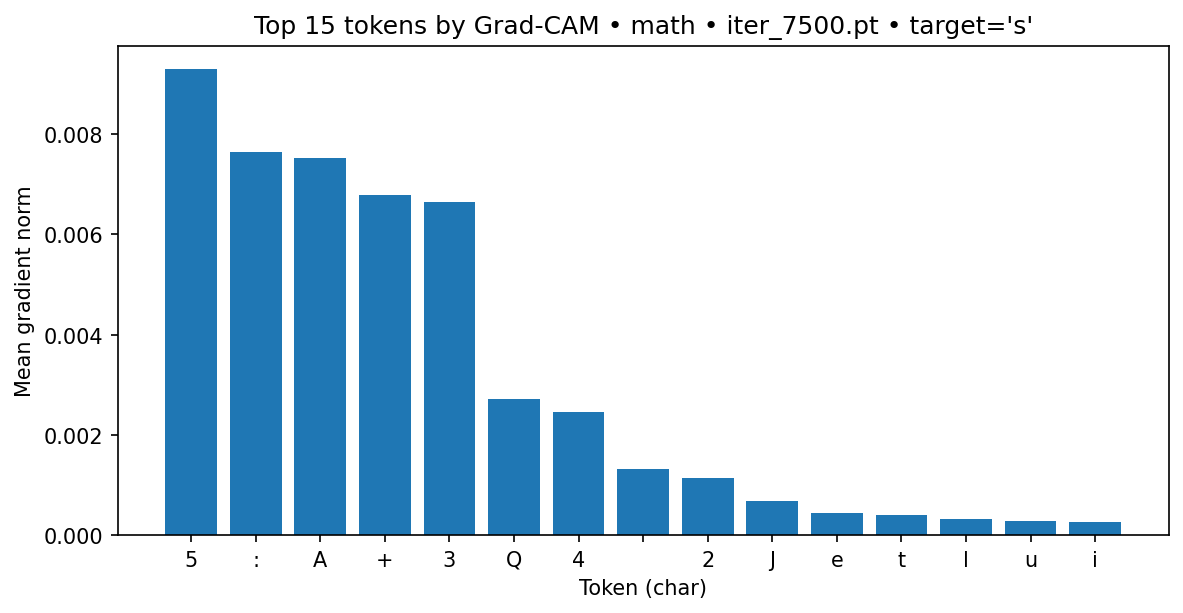 Top 15 tokens by Grad-CAM • math • iter_7500.pt • target='s'
Mean gradient norm
0.008
0.006
0.004
0.002
0.000
5 : A + 3 Q 4 2 J e t l u i
Token (char)